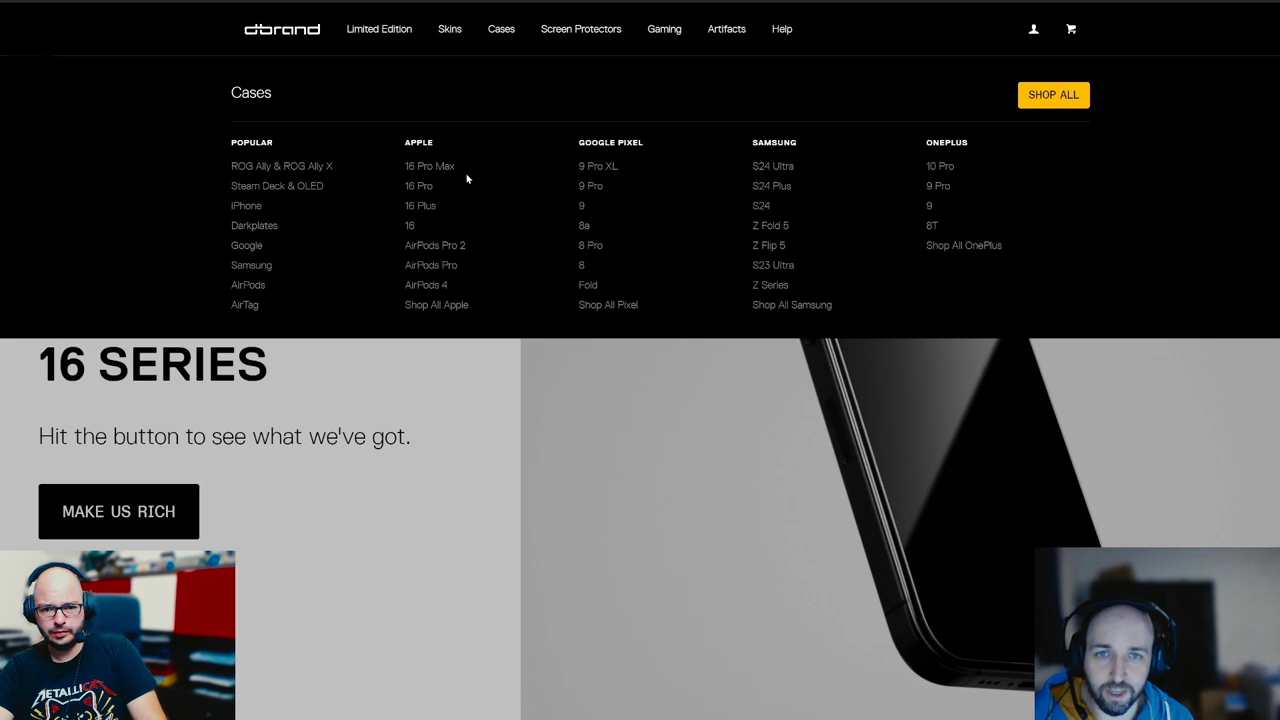 dbrand
Limited Edition
Skins
Cases
Screen Protectors
Gaming
Artifacts
Help
Cases
SHOP ALL
POPULAR
ROG Ally & ROG Ally X
Steam Deck & OLED
iPhone
Darkplates
Google
Samsung
AirPods
AirTag
APPLE
16 Pro Max
16 Pro
16 Plus
16
AirPods Pro 2
AirPods Pro
AirPods 4
Shop All Apple
GOOGLE PIXEL
9 Pro XL
9 Pro
9
8a
8 Pro
8
Fold
Shop All Pixel
SAMSUNG
S24 Ultra
S24 Plus
S24
Z Fold 5
Z Flip 5
S23 Ultra
Z Series
Shop All Samsung
ONEPLUS
10 Pro
9 Pro
9
8T
Shop All OnePlus
16 SERIES
Hit the button to see what we've got.
MAKE US RICH
METALLICA